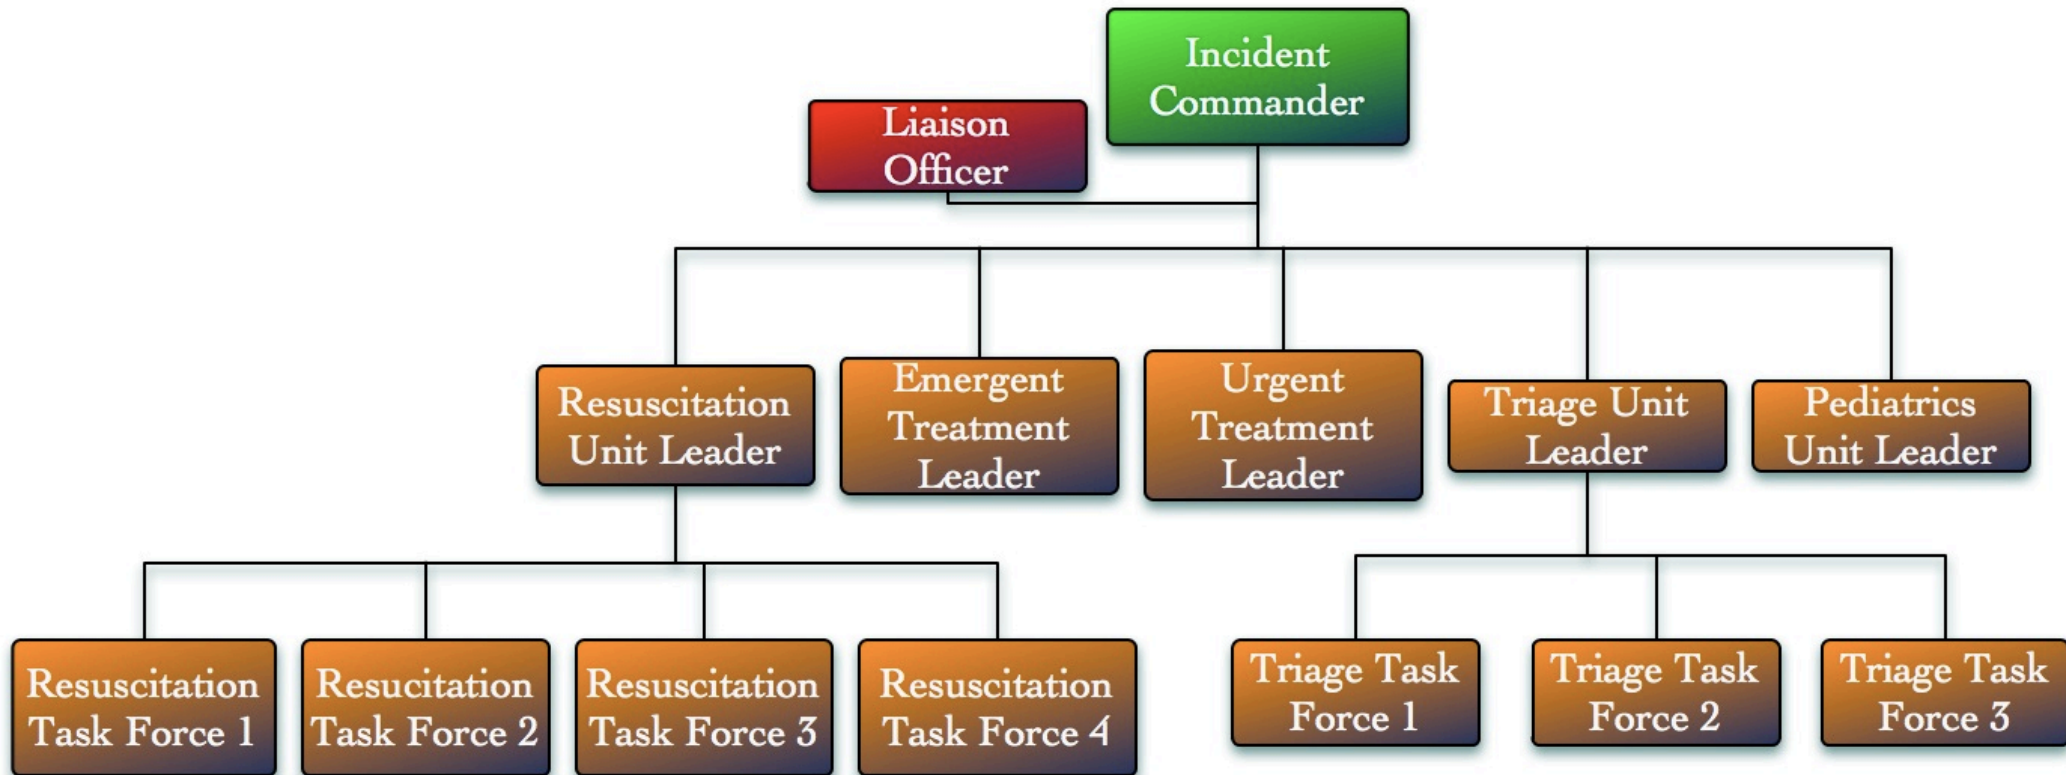 Incident
Commander
Liaison
Officer
Resuscitation
Unit Leader
Emergent
Treatment
Leader
Urgent
Treatment
Leader
Triage Unit
Leader
Pediatrics
Unit Leader
Resuscitation
Task Force 1
Resucitation
Task Force 2
Resuscitation
Task Force 3
Resuscitation
Task Force 4
Triage Task
Force 1
Triage Task
Force 2
Triage Task
Force 3